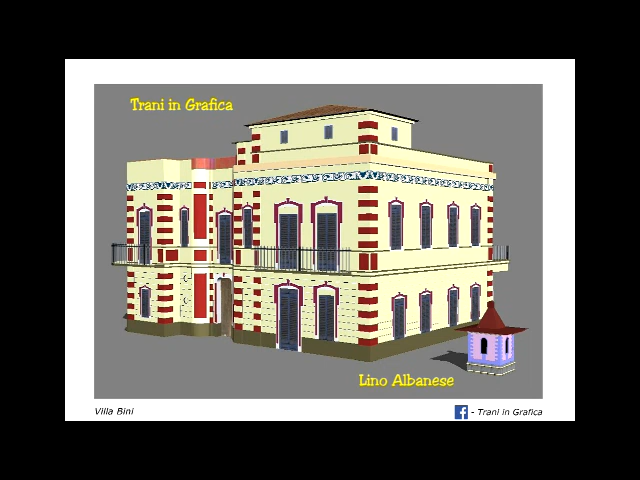 Trani in Grafica
Lino Albanese
Villa Bini
f - Trani in Grafica